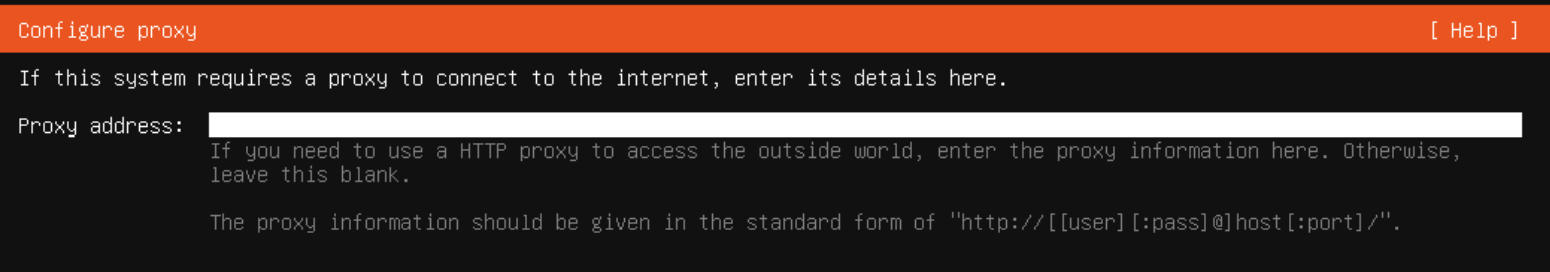 Configure proxy [ Help ]
If this system requires a proxy to connect to the internet, enter its details here.
Proxy address:
If you need to use a HTTP proxy to access the outside world, enter the proxy information here. Otherwise,
leave this blank.
The proxy information should be given in the standard form of "http://[[user][:pass]@]host[:port]/".